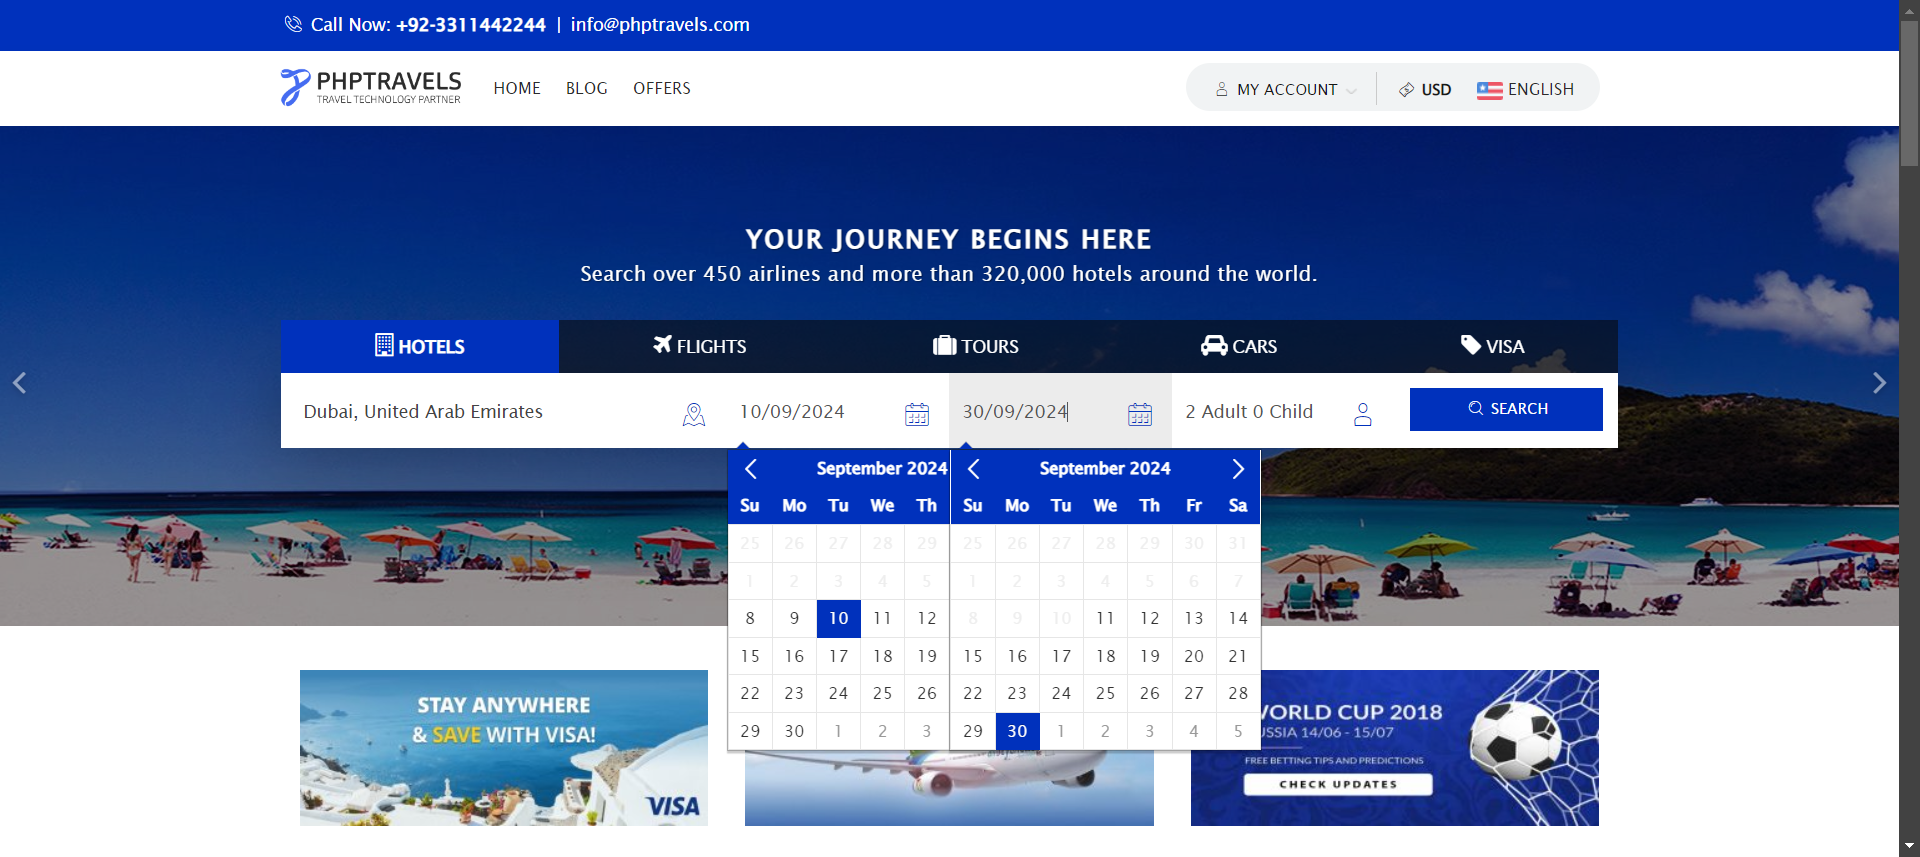 Call Now: +92-3311442244 | info@phptravels.com
PHPTRAVELS
TRAVEL TECHNOLOGY PARTNER
HOME BLOG OFFERS
MY ACCOUNT USD ENGLISH
YOUR JOURNEY BEGINS HERE
Search over 450 airlines and more than 320,000 hotels around the world.
HOTELS FLIGHTS TOURS CARS VISA
Dubai, United Arab Emirates 10/09/2024 30/09/2024 2 Adult 0 Child SEARCH
September 2024
Su Mo Tu We Th
25 26 27 28 29
1 2 3 4 5
8 9 10 11 12
15 16 17 18 19
22 23 24 25 26
29 30 1 2 3
September 2024
Su Mo Tu We Th Fr Sa
25 26 27 28 29 30 31
1 2 3 4 5 6 7
8 9 10 11 12 13 14
15 16 17 18 19 20 21
22 23 24 25 26 27 28
29 30 1 2 3 4 5
STAY ANYWHERE
& SAVE WITH VISA!
VISA
ORLD CUP 2018
USSIA 14/06 - 15/07
FREE BETTING TIPS AND PREDICTIONS
CHECK UPDATES